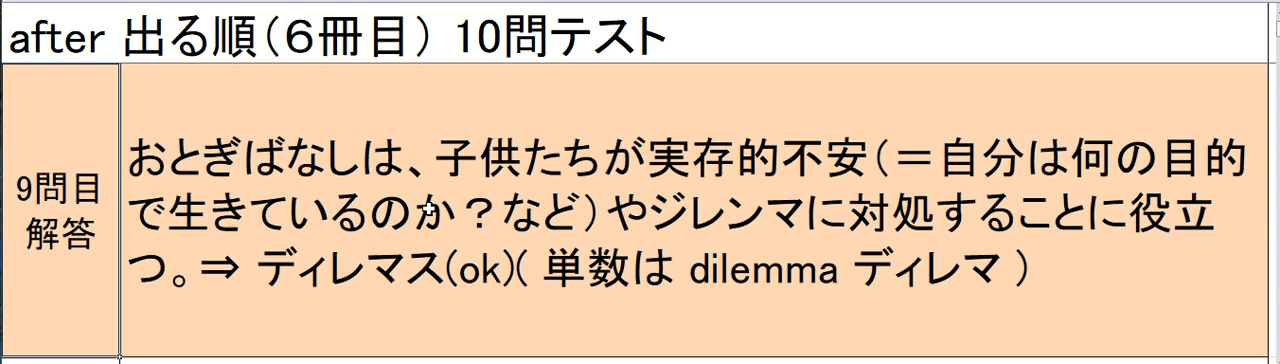 after 出る順（６冊目） 10問テスト
9問目
解答
おとぎばなしは、子供たちが実存的不安（＝自分は何の目的
で生きているのか？など）やジレンマに対処することに役立
つ。⇒ ディレマス(ok)( 単数は dilemma ディレマ ）